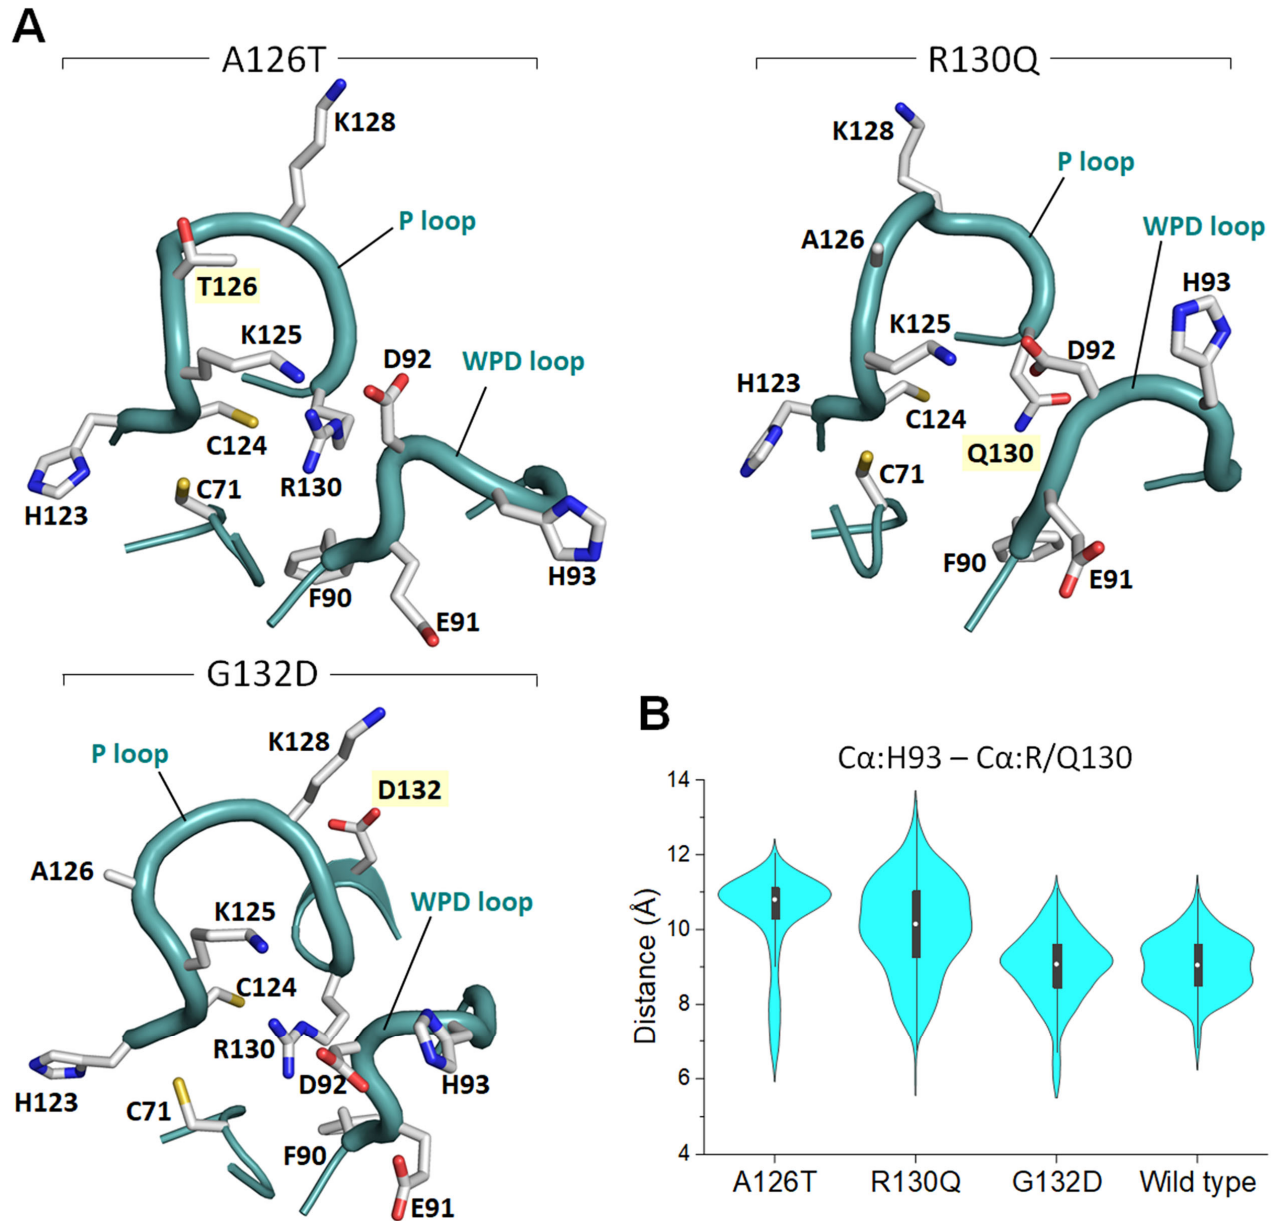 A
A126T
K128
P loop
T126
K125
D92
WPD loop
C124
R130
C71
H123
H93
F90
E91
R130Q
K128
P loop
A126
WPD loop
H93
K125
D92
H123
C124
Q130
C71
F90
E91
G132D
K128
P loop
D132
A126
WPD loop
K125
C124
R130
D92
H93
H123
C71
F90
E91
B
Cα:H93 – Cα:R/Q130
Distance (Å)
14
12
10
8
6
4
A126T R130Q G132D Wild type